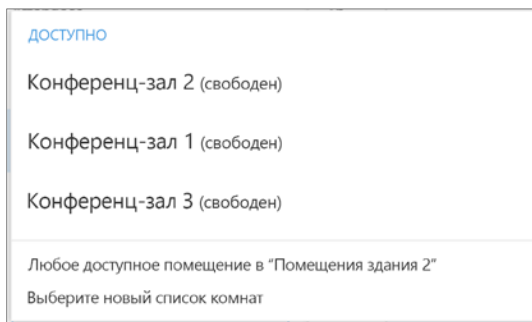 ДОСТУПНО
Конференц-зал 2 (свободен)
Конференц-зал 1 (свободен)
Конференц-зал 3 (свободен)
Любое доступное помещение в “Помещения здания 2”
Выберите новый список комнат